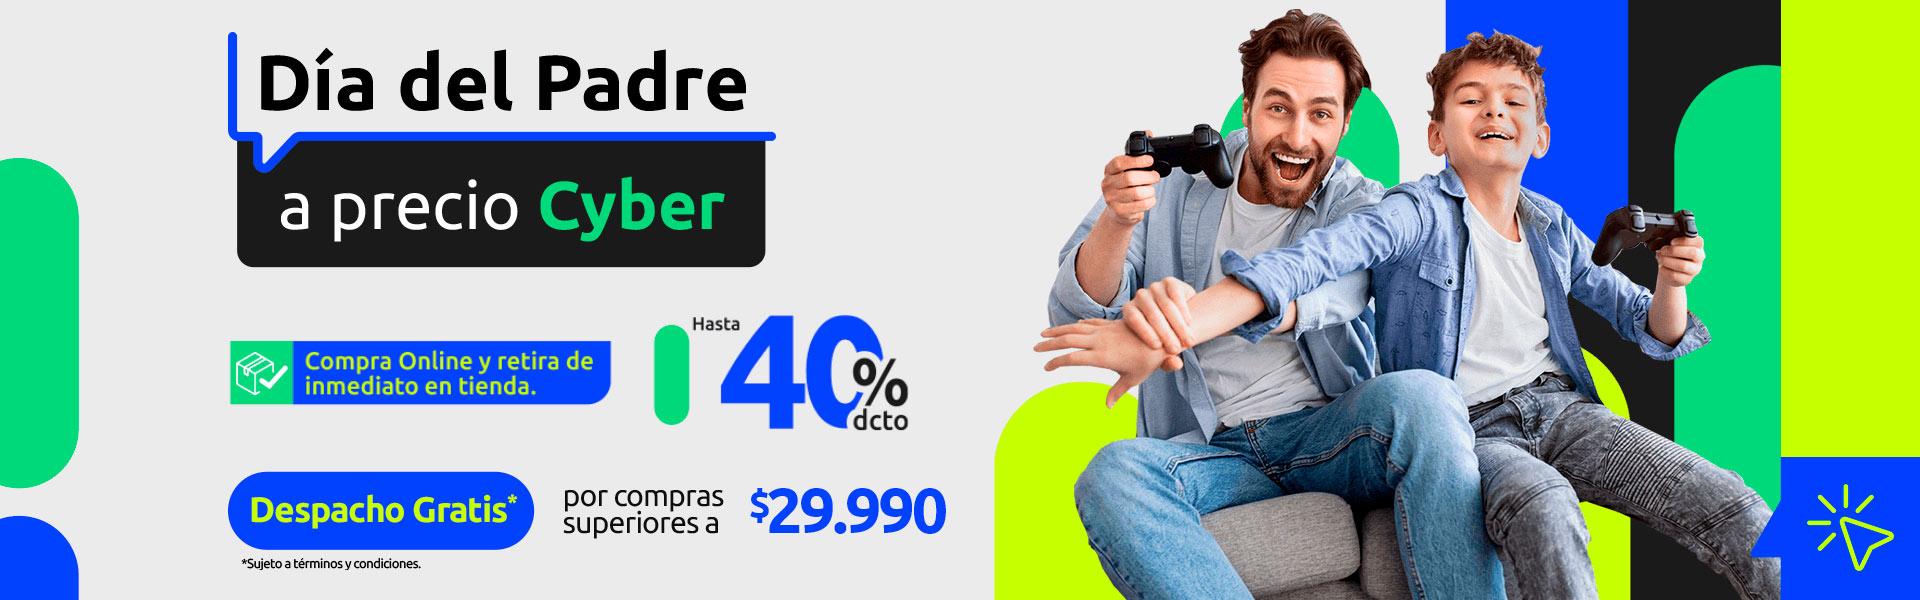 Día del Padre
a precio Cyber
Compra Online y retira de
inmediato en tienda.
Hasta
40%
dcto
Despacho Gratis*
por compras
superiores a
$29.990
*Sujeto a términos y condiciones.